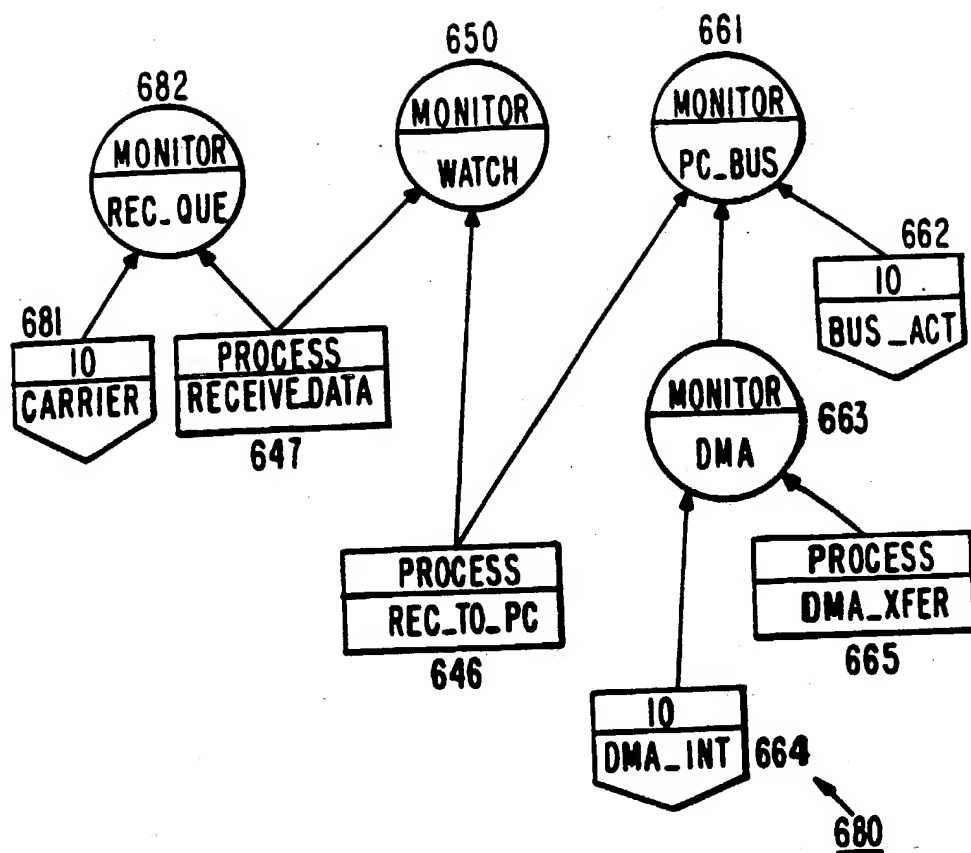 682
MONITOR
REC_QUE
650
MONITOR
WATCH
661
MONITOR
PC_BUS
662
IO
BUS_ACT
681
IO
CARRIER
PROCESS
RECEIVE_DATA
647
MONITOR
DMA
663
PROCESS
REC_TO_PC
646
PROCESS
DMA_XFER
665
IO
DMA_INT
664
680